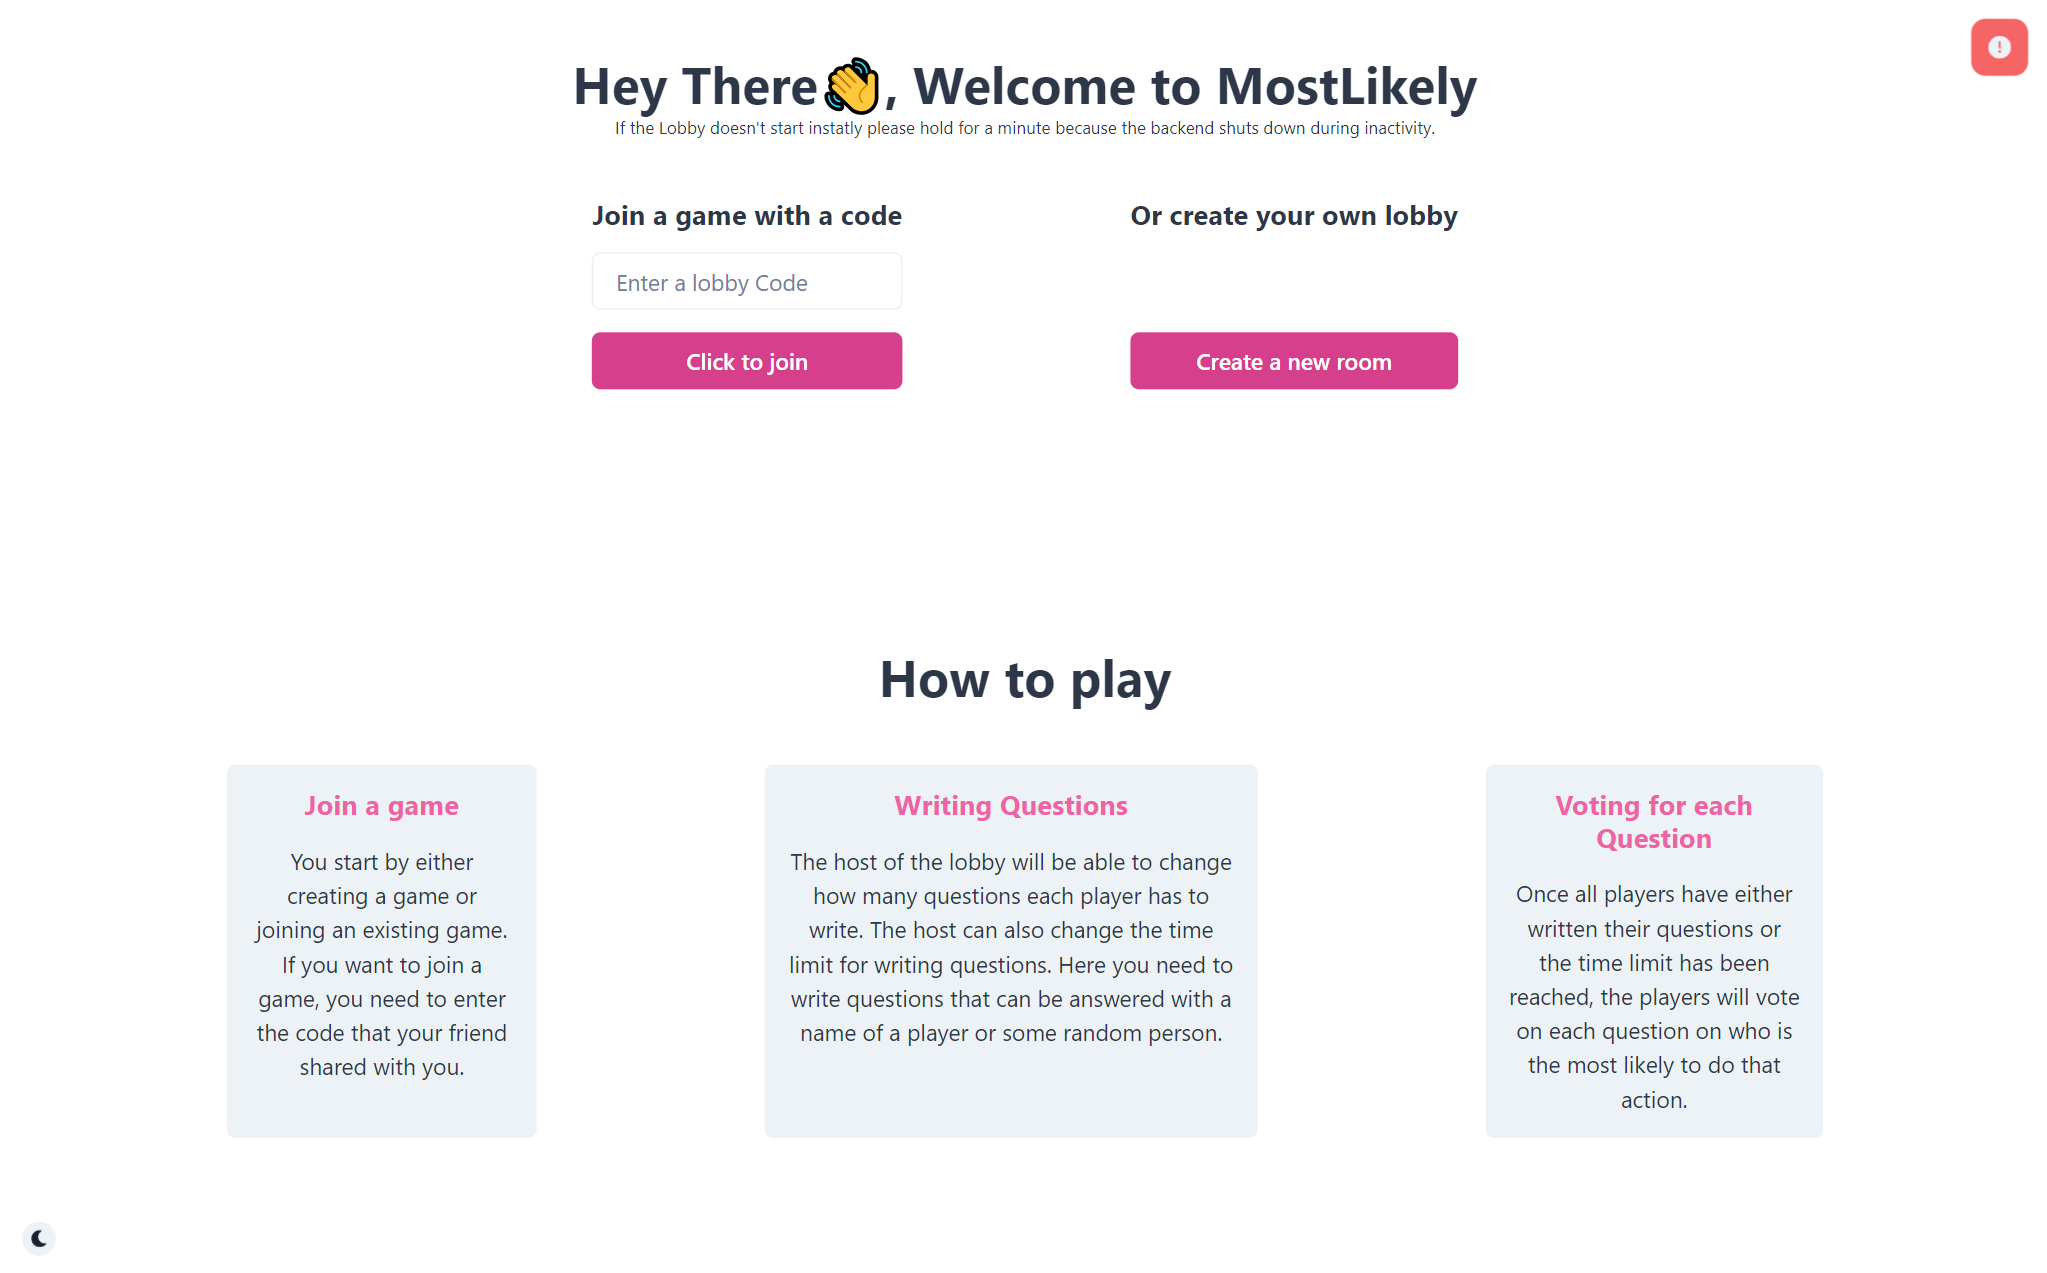 Hey There👋, Welcome to MostLikely
If the Lobby doesn't start instatly please hold for a minute because the backend shuts down during inactivity.
Join a game with a code
Enter a lobby Code
Click to join
Or create your own lobby
Create a new room
How to play
Join a game
You start by either
creating a game or
joining an existing game.
If you want to join a
game, you need to enter
the code that your friend
shared with you.
Writing Questions
The host of the lobby will be able to change
how many questions each player has to
write. The host can also change the time
limit for writing questions. Here you need to
write questions that can be answered with a
name of a player or some random person.
Voting for each
Question
Once all players have either
written their questions or
the time limit has been
reached, the players will vote
on each question on who is
the most likely to do that
action.